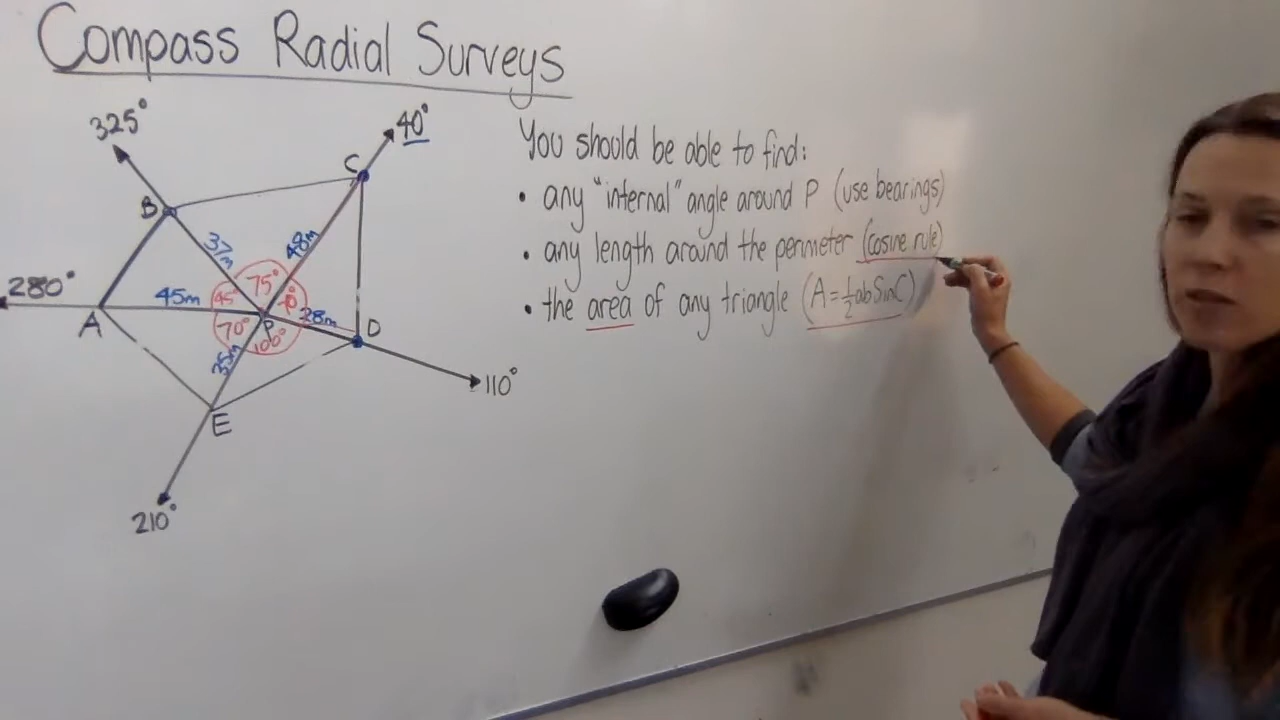 Compass Radial Surveys
325°
40°
C
B
37m
48m
75°
280°
45m
45°
70°
28m
A
P
D
70°
100°
35m
110°
E
210°
You should be able to find:
• any "internal" angle around P (use bearings)
• any length around the perimeter (cosine rule)
• the area of any triangle (A=½abSinC)